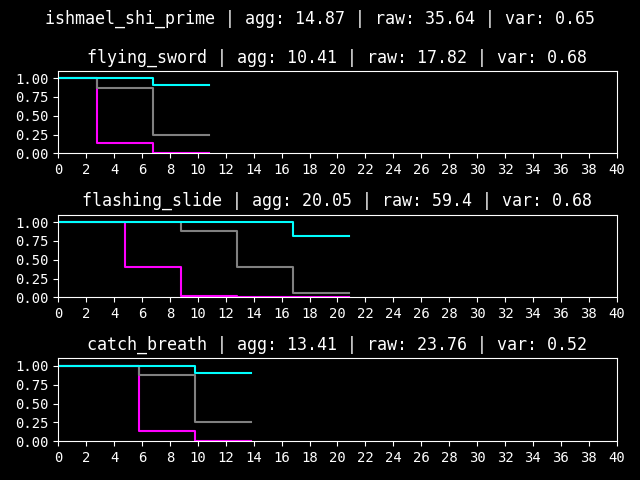 ishmael_shi_prime | agg: 14.87 | raw: 35.64 | var: 0.65
flying_sword | agg: 10.41 | raw: 17.82 | var: 0.68
1.00
0.75
0.50
0.25
0.00
0 2 4 6 8 10 12 14 16 18 20 22 24 26 28 30 32 34 36 38 40
flashing_slide | agg: 20.05 | raw: 59.4 | var: 0.68
1.00
0.75
0.50
0.25
0.00
0 2 4 6 8 10 12 14 16 18 20 22 24 26 28 30 32 34 36 38 40
catch_breath | agg: 13.41 | raw: 23.76 | var: 0.52
1.00
0.75
0.50
0.25
0.00
0 2 4 6 8 10 12 14 16 18 20 22 24 26 28 30 32 34 36 38 40